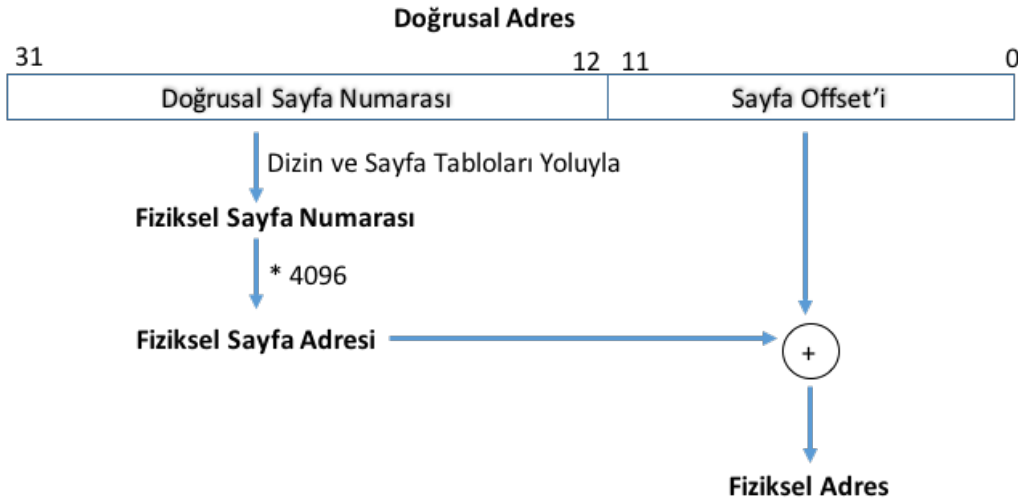 Doğrusal Adres
31 12 11 0
Doğrusal Sayfa Numarası Sayfa Offset'i
Dizin ve Sayfa Tabloları Yoluyla
Fiziksel Sayfa Numarası
* 4096
Fiziksel Sayfa Adresi
+
Fiziksel Adres